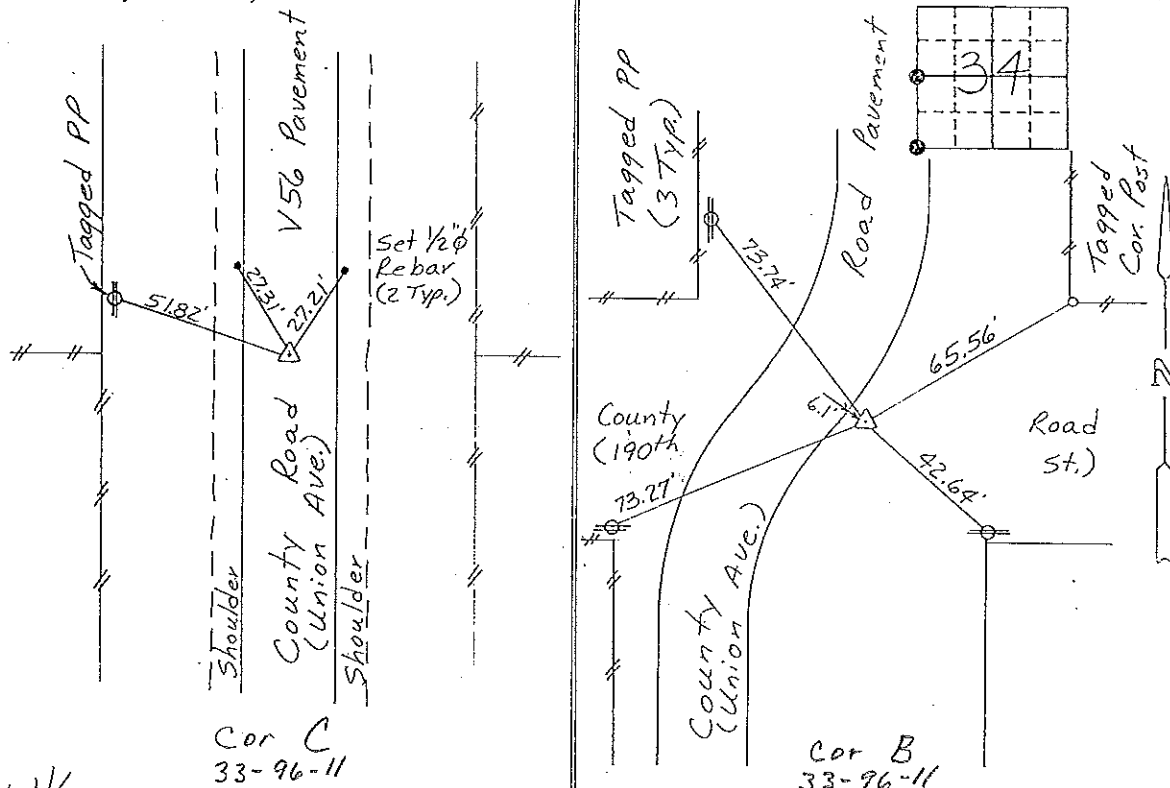 Tagged PP
51.82'
27.31'
27.21'
V56 Pavement
Set 1/2"φ
Rebar
(2 Typ.)
County Road
(Union Ave.)
Shoulder
Shoulder
Cor C
33-96-11
Tagged PP
(3 Typ.)
Road Pavement
34
Tagged
Cor. Post
73.74'
65.56'
6.1'
County
(190th
Road
St.)
N
73.27'
42.64'
County
(Union Ave.)
Cor B
33-96-11